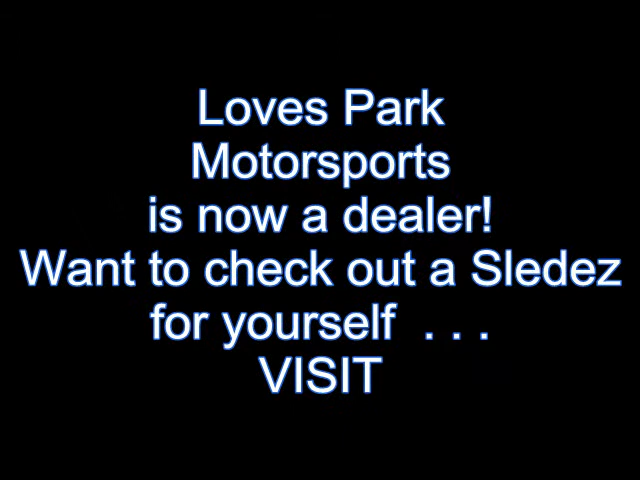 Loves Park
Motorsports
is now a dealer!
Want to check out a Sledez
for yourself  . . .
VISIT